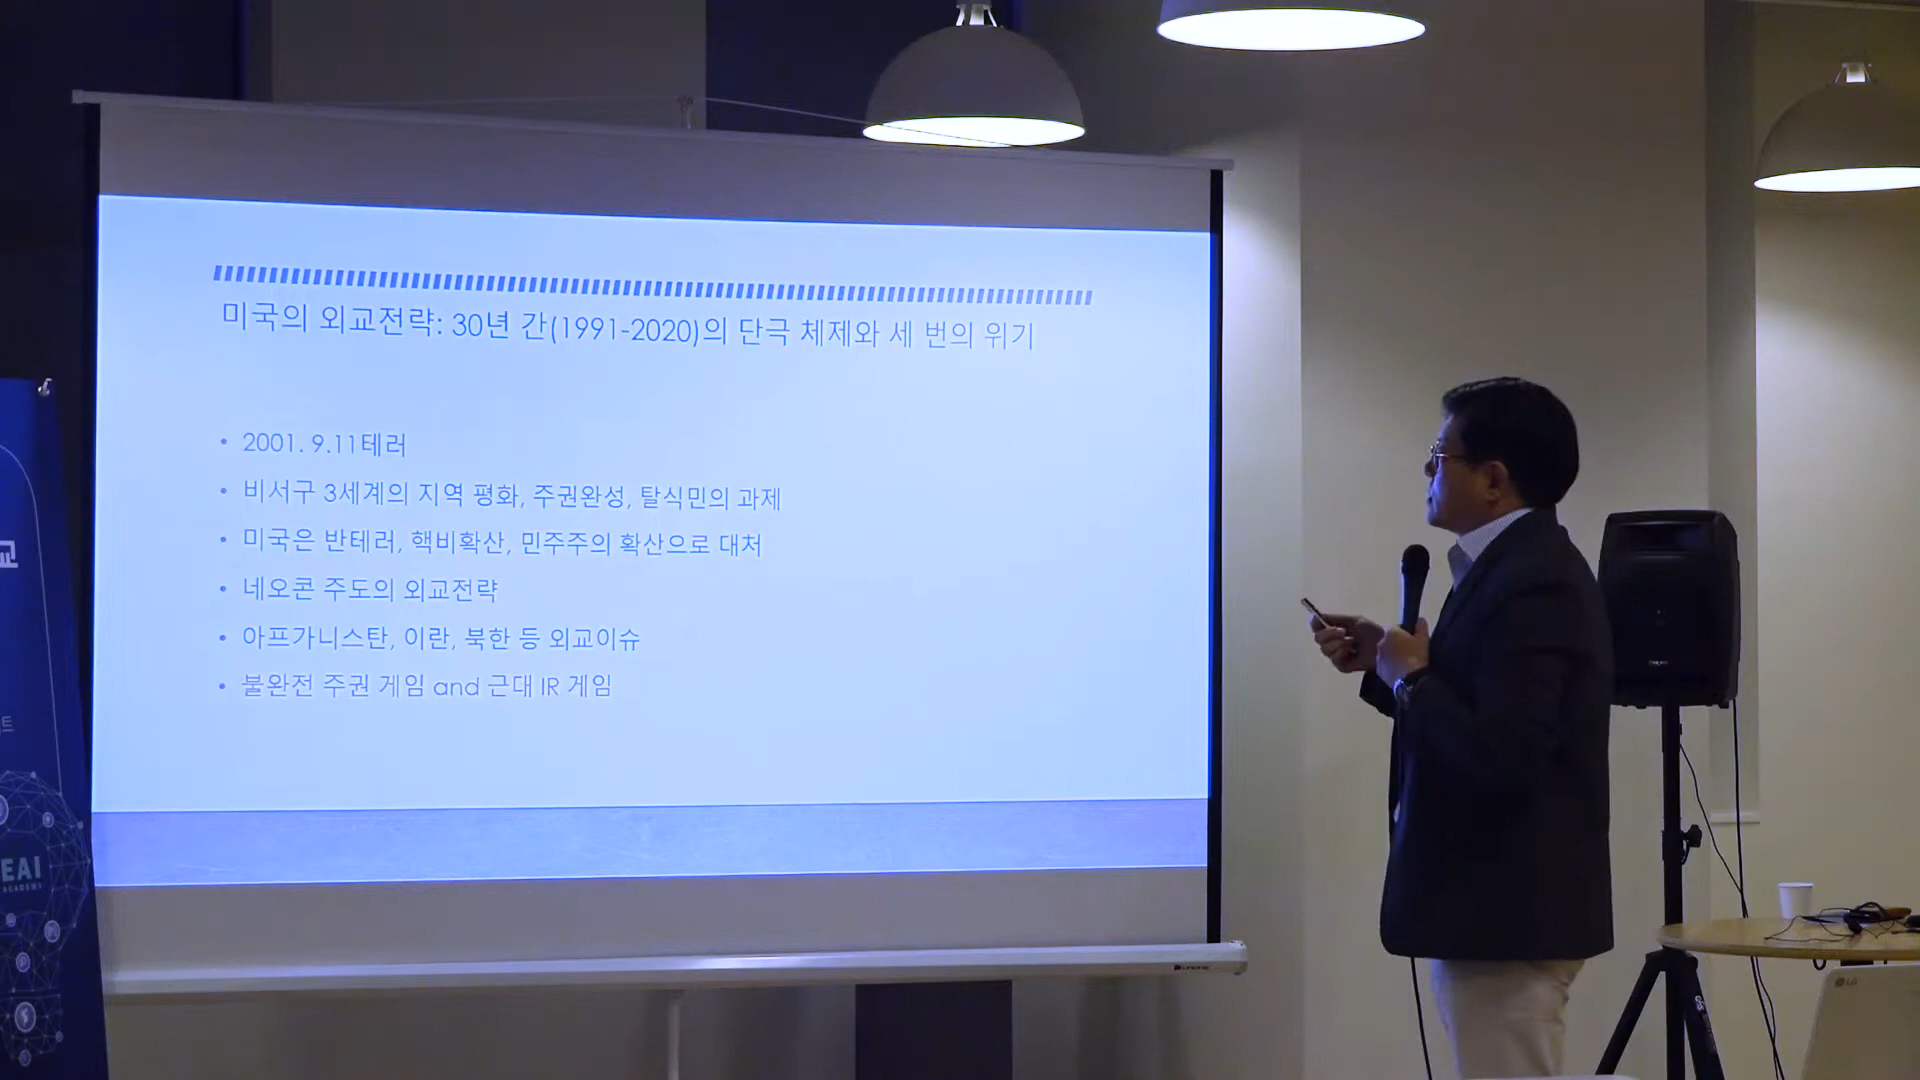 미국의 외교전략: 30년 간(1991-2020)의 단극 체제와 세 번의 위기
• 2001. 9.11테러
• 비서구 3세계의 지역 평화, 주권완성, 탈식민의 과제
• 미국은 반테러, 핵비확산, 민주주의 확산으로 대처
• 네오콘 주도의 외교전략
• 아프가니스탄, 이란, 북한 등 외교이슈
• 불완전 주권 게임 and 근대 IR 게임
교
트
EAI
ACADEMY
LG